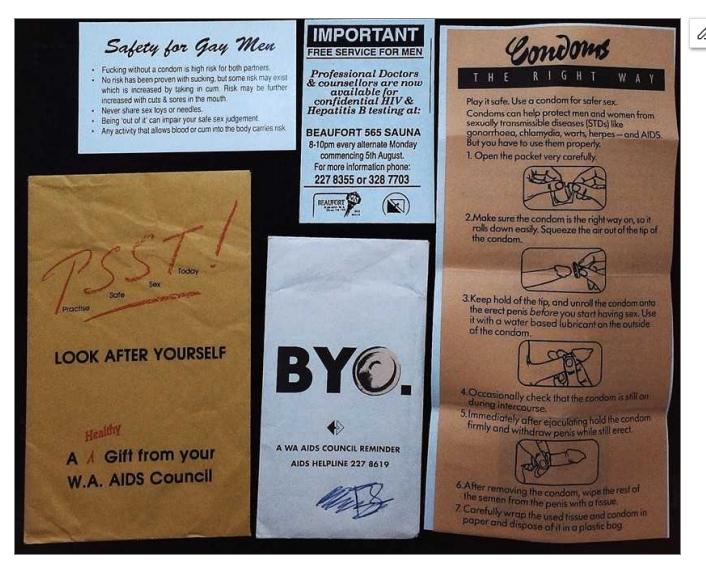 Safety for Gay Men
• Fucking without a condom is high risk for both partners.
• No risk has been proven with sucking, but some risk may exist
which is increased by taking in cum. Risk may be further
increased with cuts & sores in the mouth.
• Never share sex toys or needles.
• Being 'out of it' can impair your safe sex judgement.
• Any activity that allows blood or cum into the body carries risk
IMPORTANT
FREE SERVICE FOR MEN
Professional Doctors
& counsellors are now
available for
confidential HIV &
Hepatitis B testing at:
BEAUFORT 565 SAUNA
8-10pm every alternate Monday
commencing 5th August.
For more information phone:
227 8355 or 328 7703
BEAUFORT
Condoms
THE RIGHT WAY
Play it safe. Use a condom for safer sex.
Condoms can help protect men and women from
sexually transmissible diseases (STDs) like
gonorrhoea, chlamydia, warts, herpes – and AIDS.
But you have to use them properly.
1. Open the packet very carefully.
2. Make sure the condom is the right way on, so it
rolls down easily. Squeeze the air out of the tip of
the condom.
3. Keep hold of the tip, and unroll the condom onto
the erect penis before you start having sex. Use
it with a water based lubricant on the outside
of the condom.
4. Occasionally check that the condom is still on
during intercourse.
5. Immediately after ejaculating hold the condom
firmly and withdraw penis while still erect.
6. After removing the condom, wipe the rest of
the semen from the penis with a tissue.
7. Carefully wrap the used tissue and condom in
paper and dispose of it in a plastic bag.
PSST!
Practise Safe Sex Today
LOOK AFTER YOURSELF
Healthy
A Gift from your
W.A. AIDS Council
BYO.
A WA AIDS COUNCIL REMINDER
AIDS HELPLINE 227 8619